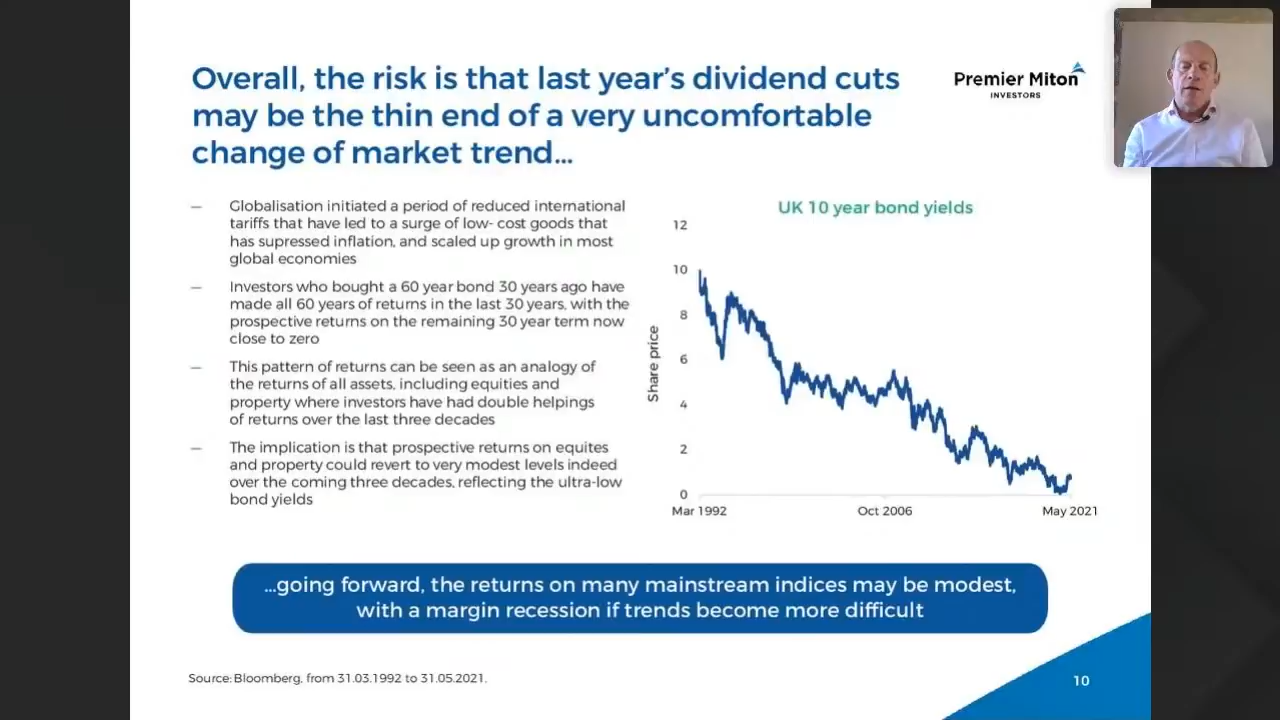 Overall, the risk is that last year's dividend cuts
may be the thin end of a very uncomfortable
change of market trend...
Premier Miton
INVESTORS
— Globalisation initiated a period of reduced international
tariffs that have led to a surge of low- cost goods that
has supressed inflation, and scaled up growth in most
global economies
— Investors who bought a 60 year bond 30 years ago have
made all 60 years of returns in the last 30 years, with the
prospective returns on the remaining 30 year term now
close to zero
— This pattern of returns can be seen as an analogy of
the returns of all assets, including equities and
property where investors have had double helpings
of returns over the last three decades
— The implication is that prospective returns on equites
and property could revert to very modest levels indeed
over the coming three decades, reflecting the ultra-low
bond yields
UK 10 year bond yields
Share price
12
10
8
6
4
2
0
Mar 1992 Oct 2006 May 2021
...going forward, the returns on many mainstream indices may be modest,
with a margin recession if trends become more difficult
Source: Bloomberg, from 31.03.1992 to 31.05.2021.
10